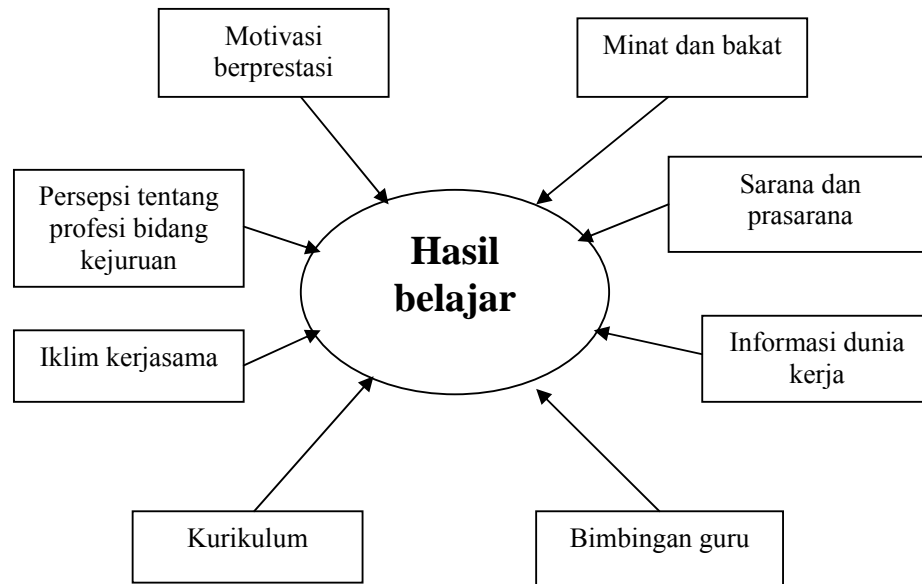 Motivasi
berprestasi
Minat dan bakat
Persepsi tentang
profesi bidang
kejuruan
Sarana dan
prasarana
Hasil
belajar
Iklim kerjasama
Informasi dunia
kerja
Kurikulum
Bimbingan guru